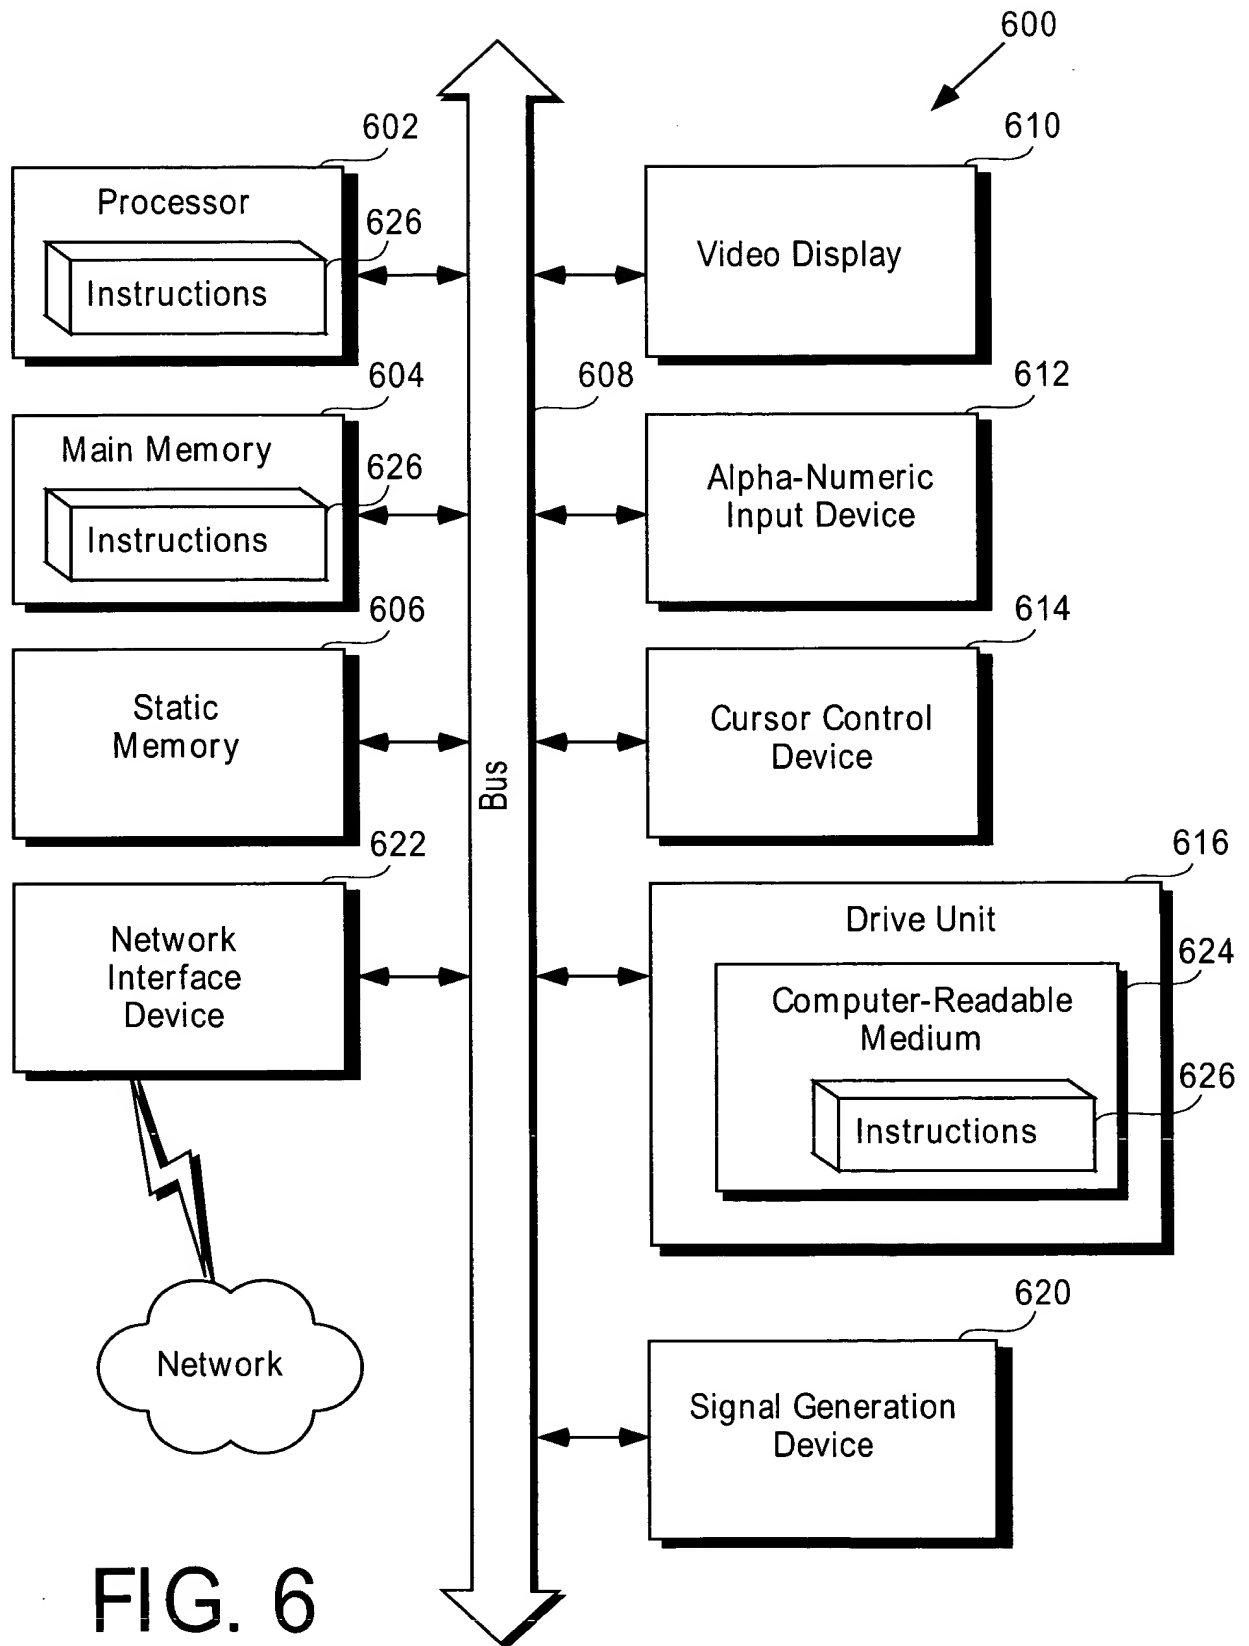 600
602
Processor
626
Instructions
610
Video Display
604
Main Memory
626
Instructions
608
612
Alpha-Numeric
Input Device
606
Static
Memory
614
Cursor Control
Device
Bus
622
Network
Interface
Device
616
Drive Unit
624
Computer-Readable
Medium
626
Instructions
Network
620
Signal Generation
Device
FIG. 6